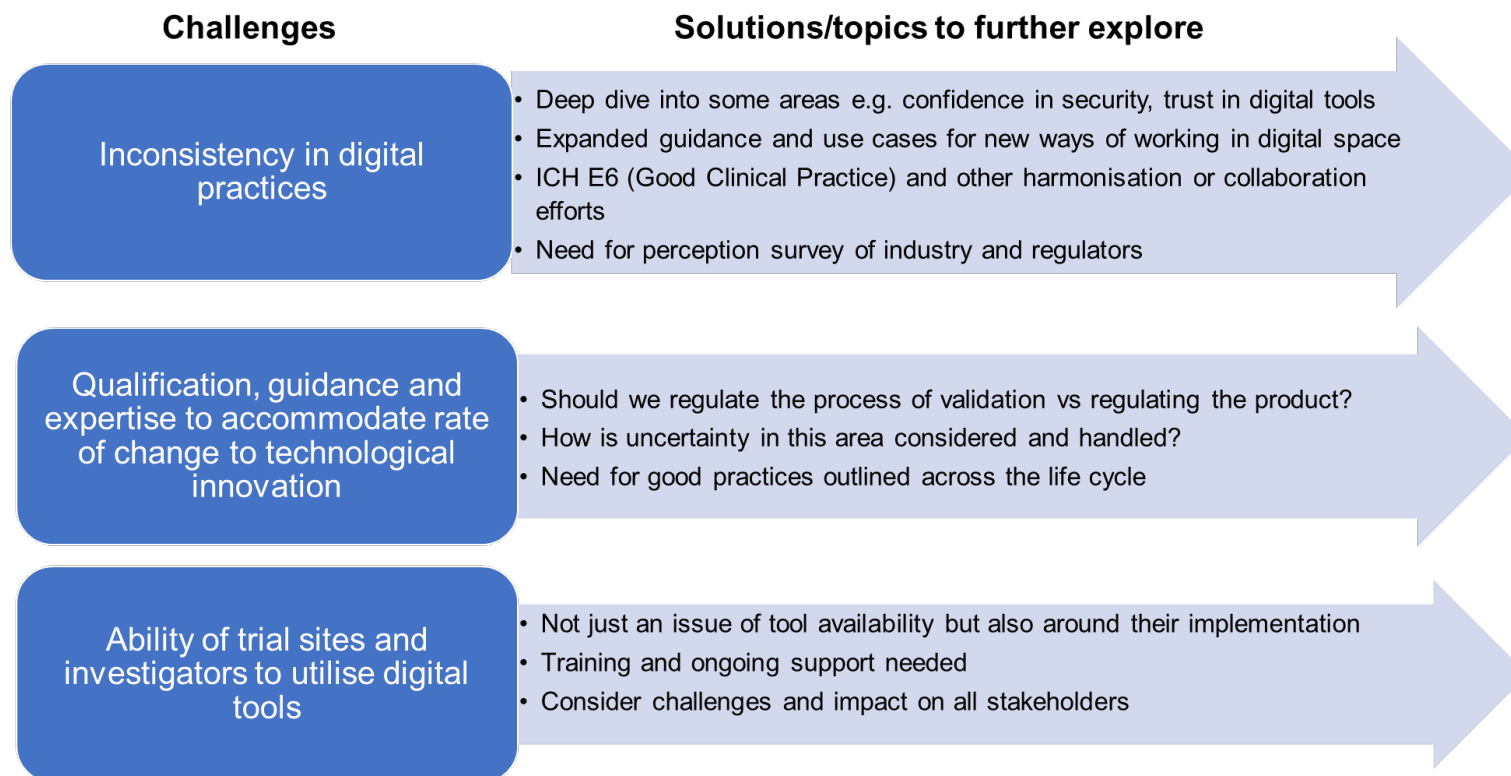 Challenges
Solutions/topics to further explore
Inconsistency in digital
practices
• Deep dive into some areas e.g. confidence in security, trust in digital tools
• Expanded guidance and use cases for new ways of working in digital space
• ICH E6 (Good Clinical Practice) and other harmonisation or collaboration
efforts
• Need for perception survey of industry and regulators
Qualification, guidance and
expertise to accommodate rate
of change to technological
innovation
• Should we regulate the process of validation vs regulating the product?
• How is uncertainty in this area considered and handled?
• Need for good practices outlined across the life cycle
Ability of trial sites and
investigators to utilise digital
tools
• Not just an issue of tool availability but also around their implementation
• Training and ongoing support needed
• Consider challenges and impact on all stakeholders